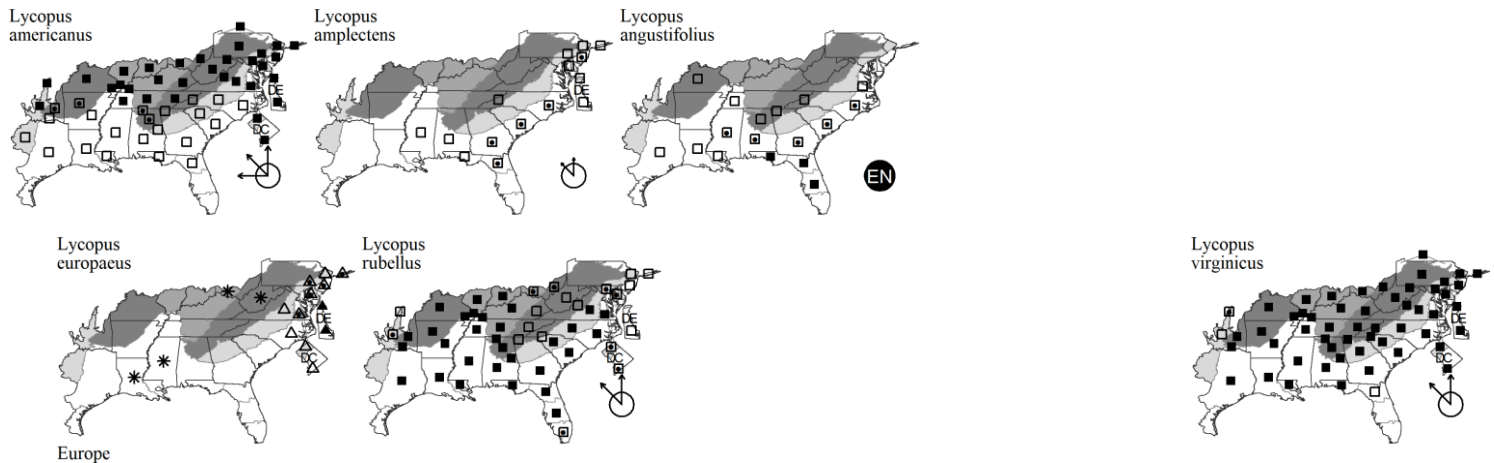 Lycopus
americanus
DE
DC
Lycopus
amplectens
DE
Lycopus
angustifolius
EN
Lycopus
europaeus
DE
DC
Europe
Lycopus
rubellus
DE
DC
Lycopus
virginicus
DE
DC